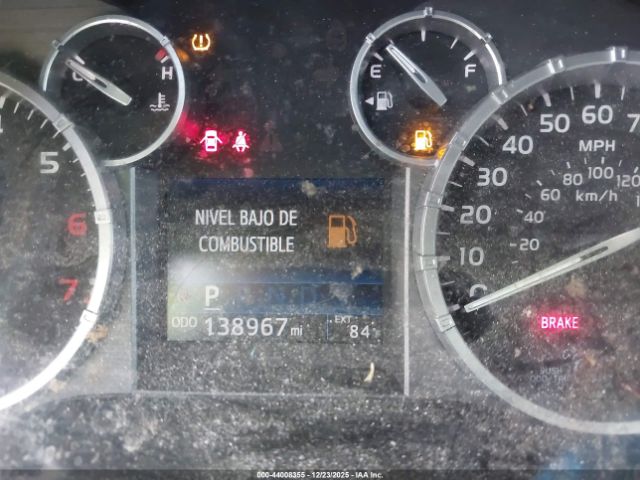 C
H
E
F
5
6
7
NIVEL BAJO DE
COMBUSTIBLE
P
ODO 138967 mi
EXT 84
0
10
20
30
40
50
60
MPH
20
40
60
80
100
120
km/h
BRAKE
000-44008355 - 12/23/2025 - IAA Inc.